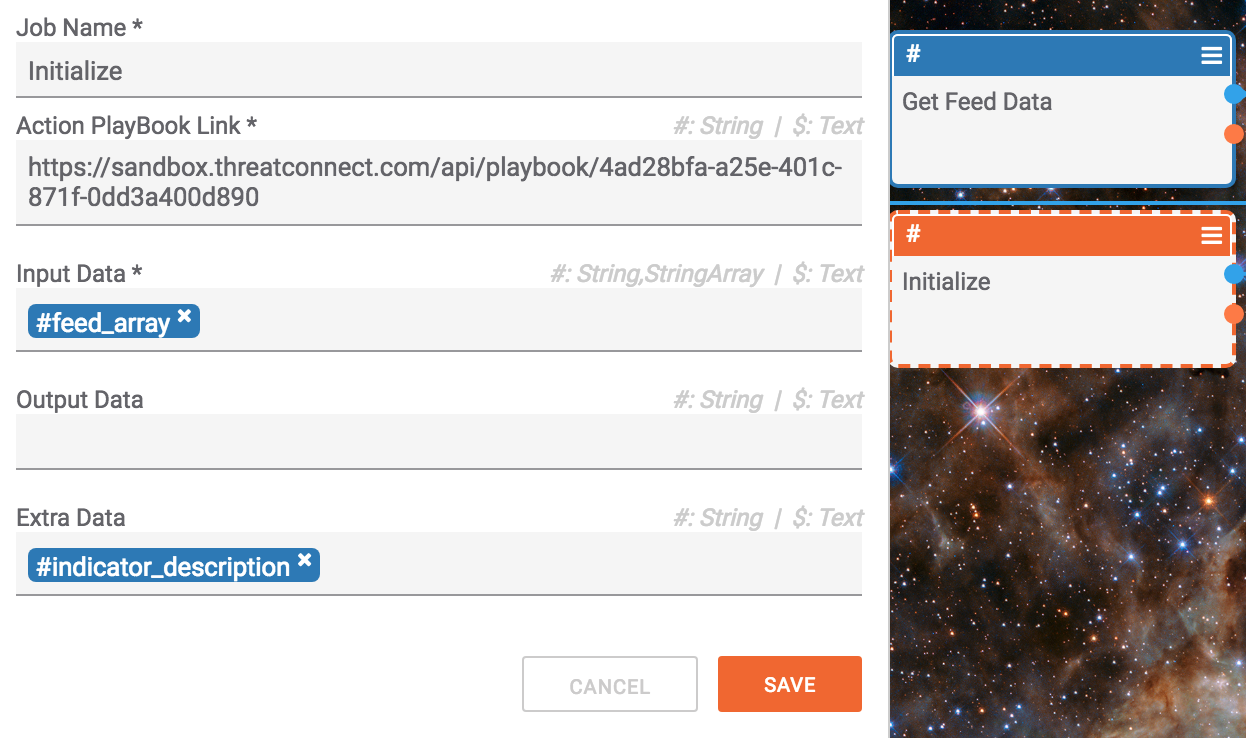 Job Name *
Initialize
Action PlayBook Link *
#: String | $: Text
https://sandbox.threatconnect.com/api/playbook/4ad28bfa-a25e-401c-
871f-0dd3a400d890
Input Data *
#: String,StringArray | $: Text
#feed_array
Output Data
#: String | $: Text
Extra Data
#: String | $: Text
#indicator_description
CANCEL
SAVE
#
Get Feed Data
#
Initialize